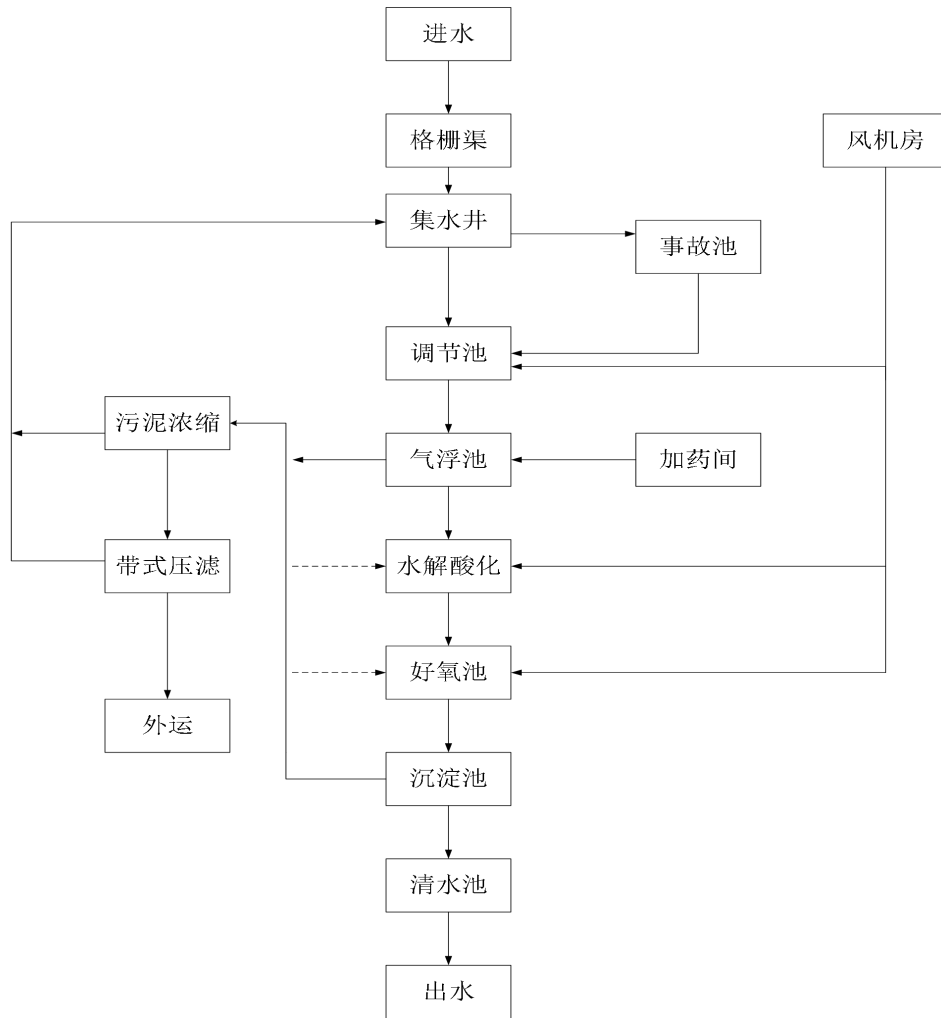 进水
格栅渠
风机房
集水井
事故池
调节池
污泥浓缩
气浮池
加药间
带式压滤
水解酸化
好氧池
外运
沉淀池
清水池
出水